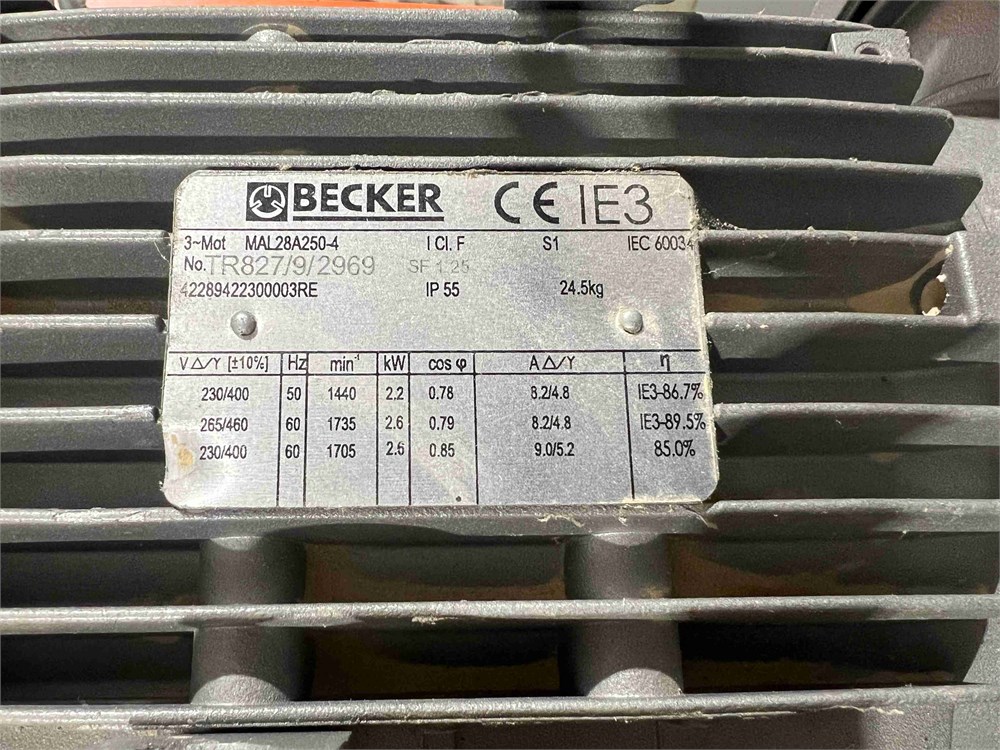 BECKER CE IE3
3~Mot MAL28A250-4 I Cl. F S1 IEC 60034
No. TR827/9/2969 SF 1.25
42289422300003RE IP 55 24.5kg
V △/Y [±10%] Hz min⁻¹ kW cos φ A △/Y η
230/400 50 1440 2.2 0.78 8.2/4.8 IE3-86.7%
265/460 60 1735 2.6 0.79 8.2/4.8 IE3-89.5%
230/400 60 1705 2.6 0.85 9.0/5.2 85.0%